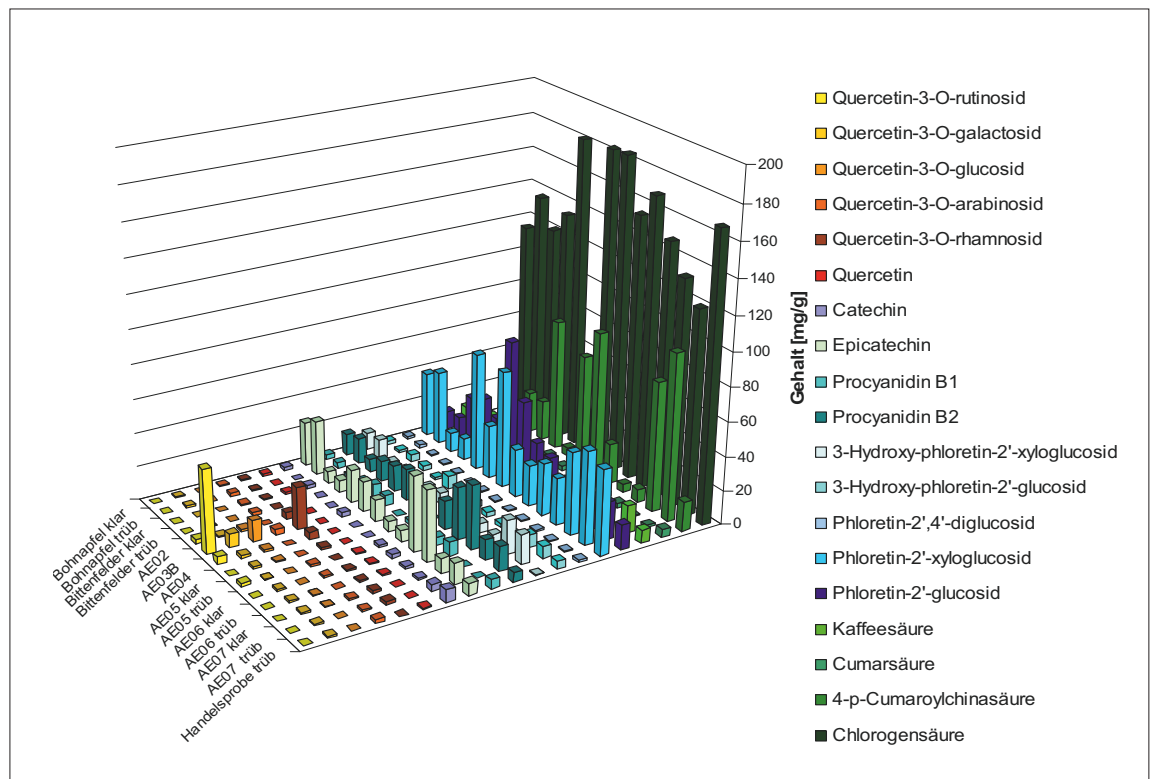 200
180
160
140
120
100
80
60
40
20
0
Gehalt [mg/g]
Bohnapfel klar
Bohnapfel trüb
Bittenfelder klar
Bittenfelder trüb
AE02
AE03B
AE04
AE05 klar
AE05 trüb
AE06 klar
AE06 trüb
AE07 klar
AE07 trüb
Handelsprobe trüb
Quercetin-3-O-rutinosid
Quercetin-3-O-galactosid
Quercetin-3-O-glucosid
Quercetin-3-O-arabinosid
Quercetin-3-O-rhamnosid
Quercetin
Catechin
Epicatechin
Procyanidin B1
Procyanidin B2
3-Hydroxy-phloretin-2'-xyloglucosid
3-Hydroxy-phloretin-2'-glucosid
Phloretin-2',4'-diglucosid
Phloretin-2'-xyloglucosid
Phloretin-2'-glucosid
Kaffeesäure
Cumarsäure
4-p-Cumaroylchinasäure
Chlorogensäure